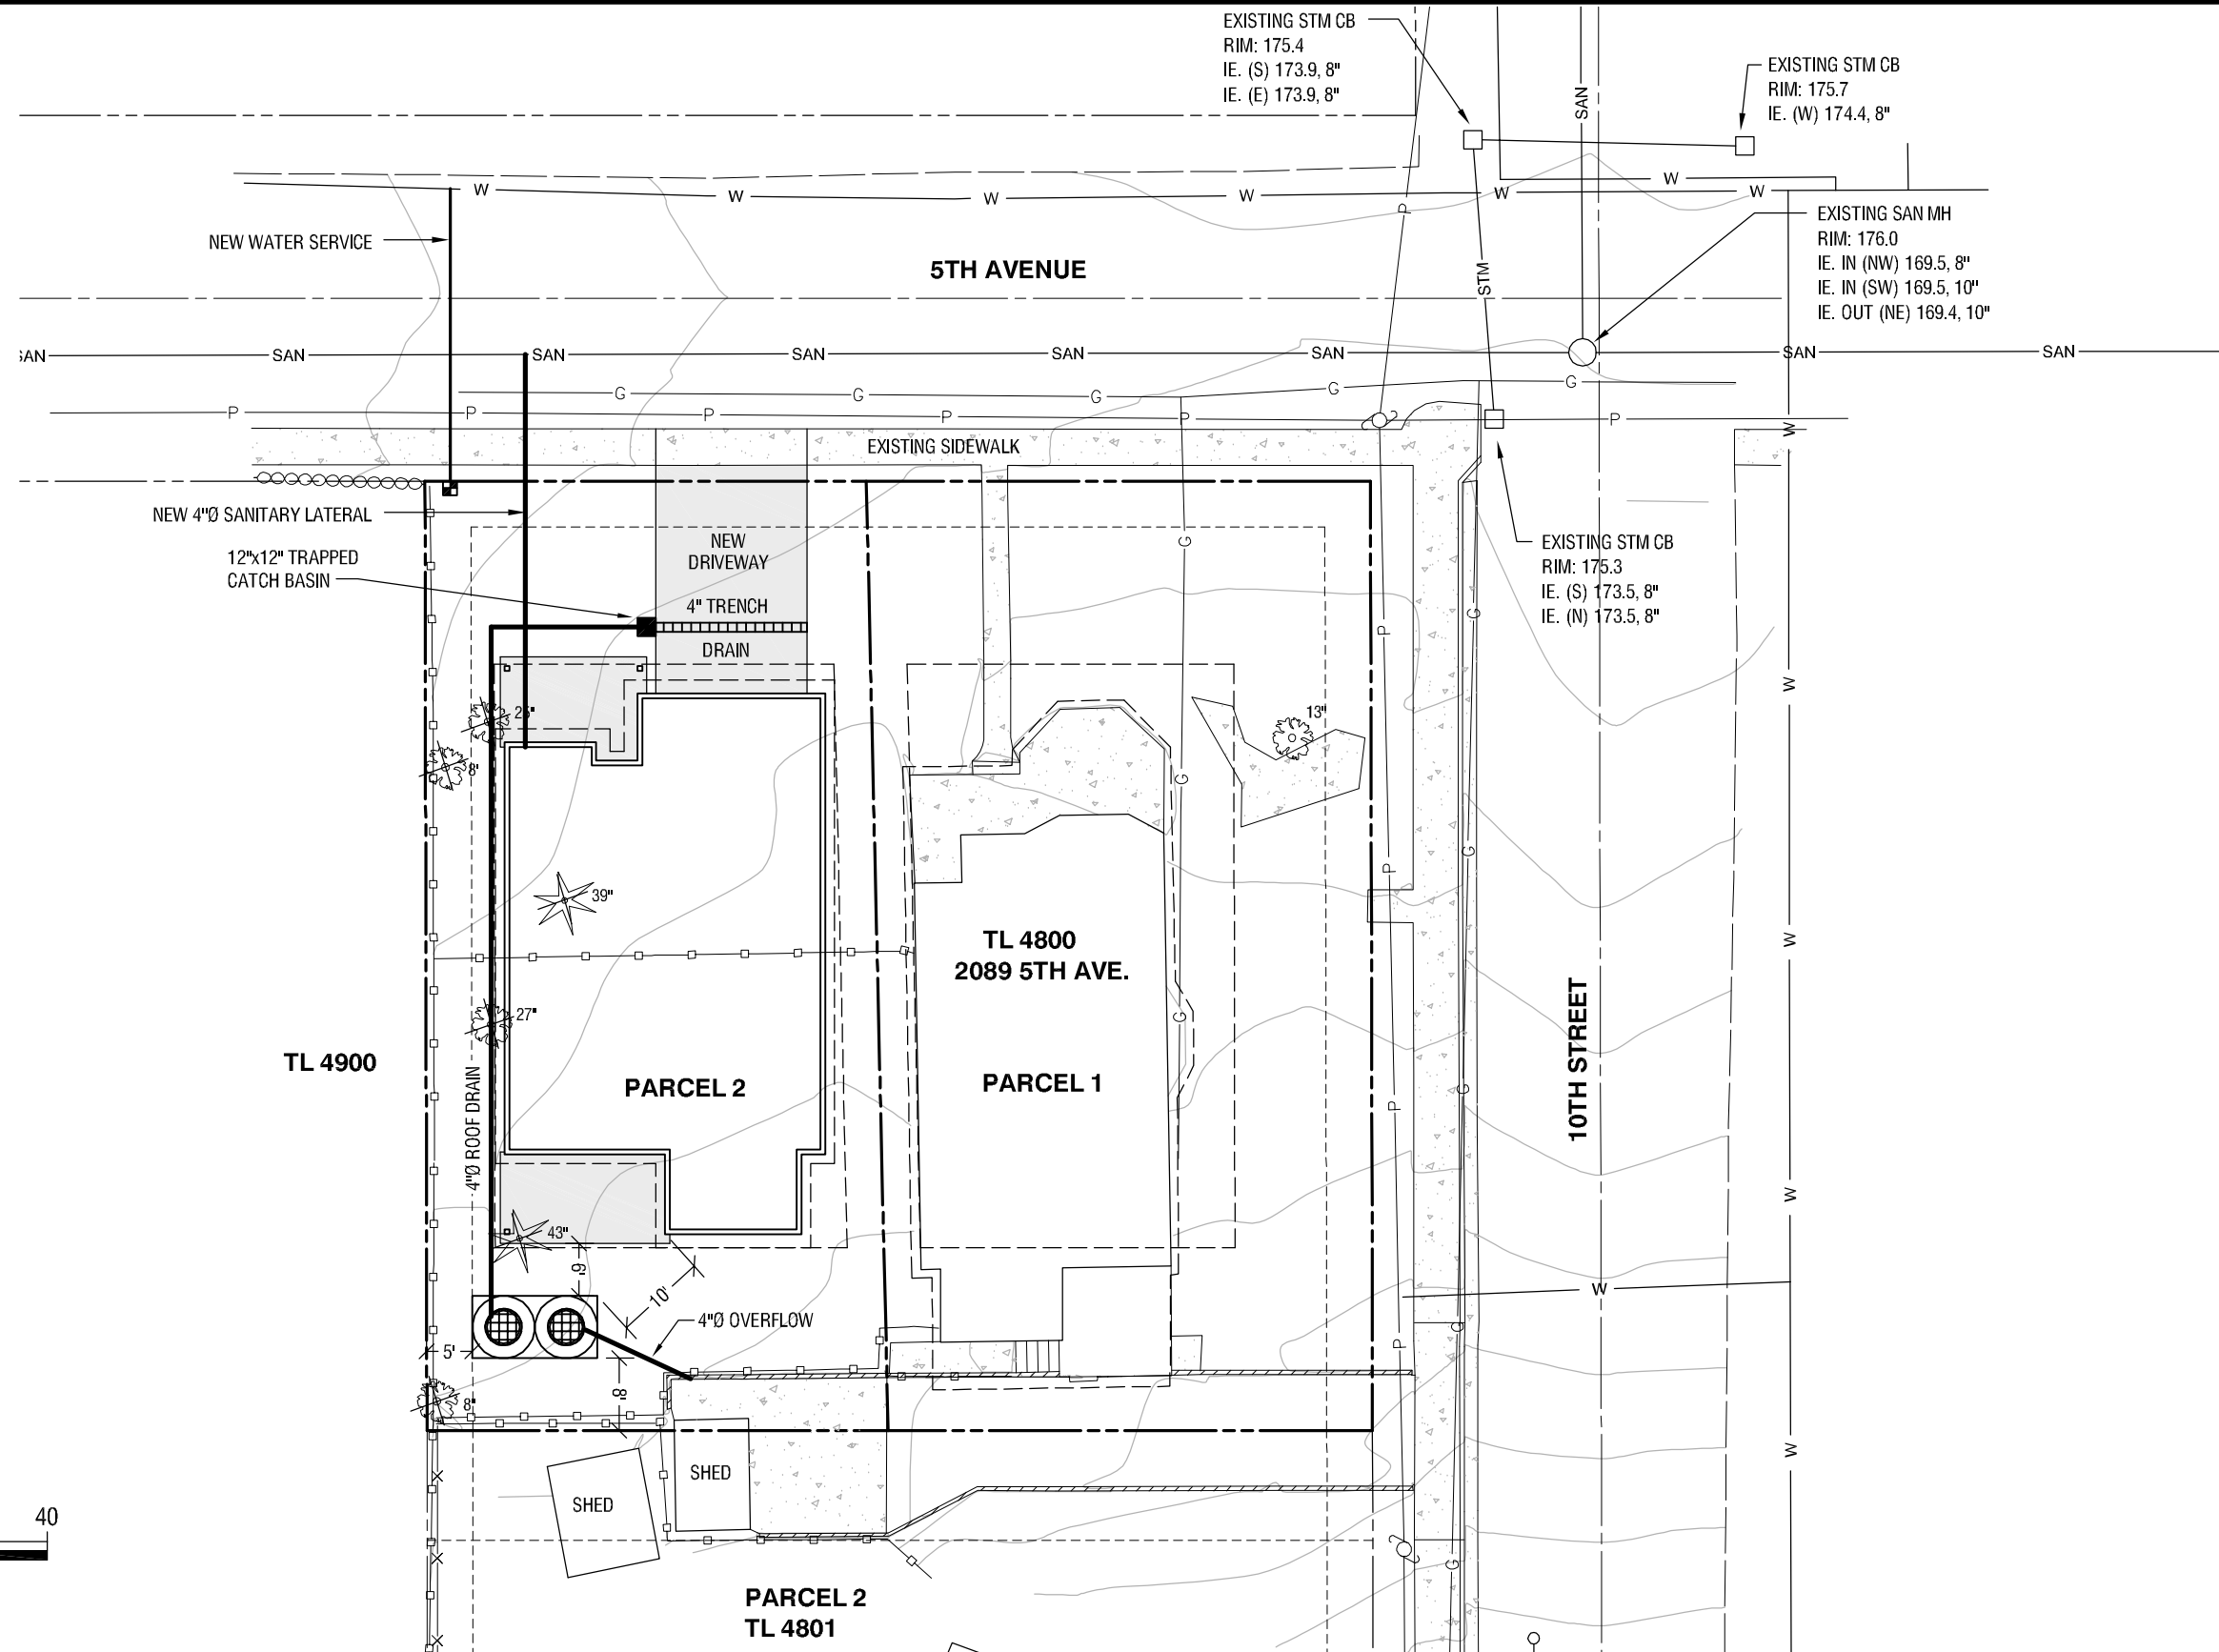 EXISTING STM CB
RIM: 175.4
IE. (S) 173.9, 8"
IE. (E) 173.9, 8"
EXISTING STM CB
RIM: 175.7
IE. (W) 174.4, 8"
SAN
W W W W W W W
P
NEW WATER SERVICE
5TH AVENUE
STM
EXISTING SAN MH
RIM: 176.0
IE. IN (NW) 169.5, 8"
IE. IN (SW) 169.5, 10"
IE. OUT (NE) 169.4, 10"
SAN SAN SAN SAN SAN SAN SAN SAN
G G G G G
P P P P P P
W
EXISTING SIDEWALK
NEW 4"Ø SANITARY LATERAL
12"x12" TRAPPED
CATCH BASIN
NEW
DRIVEWAY
4" TRENCH
DRAIN
G
EXISTING STM CB
RIM: 175.3
IE. (S) 173.5, 8"
IE. (N) 173.5, 8"
G
P
W
25"
13"
8"
G
G
P
39"
TL 4800
2089 5TH AVE.
W
27"
G
10TH STREET
TL 4900
4"Ø ROOF DRAIN
PARCEL 2
PARCEL 1
G
P
W
43"
9'
10'
W
4"Ø OVERFLOW
G
P
5'
8'
8"
W
SHED
SHED
40
G
PARCEL 2
TL 4801